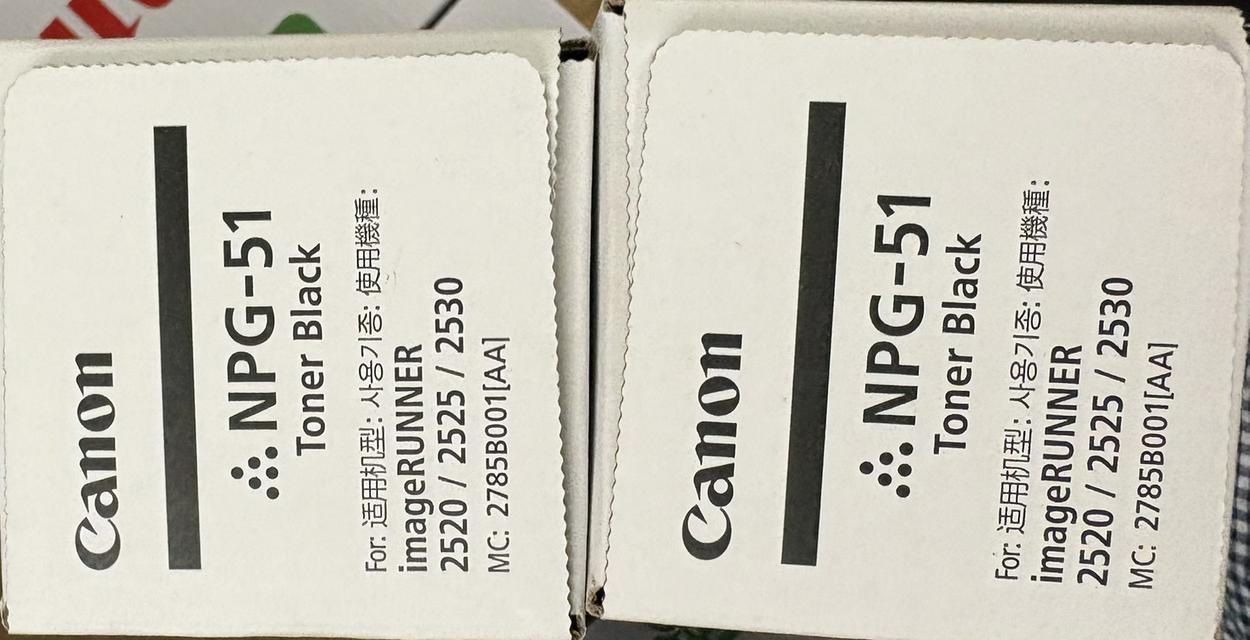 Canon
NPG-51
Toner Black
For: 适用机型: 사용기종: 使用機種:
imageRUNNER
2520 / 2525 / 2530
MC: 2785B001[AA]
Canon
NPG-51
Toner Black
For: 适用机型: 사용기종: 使用機種:
imageRUNNER
2520 / 2525 / 2530
MC: 2785B001[AA]